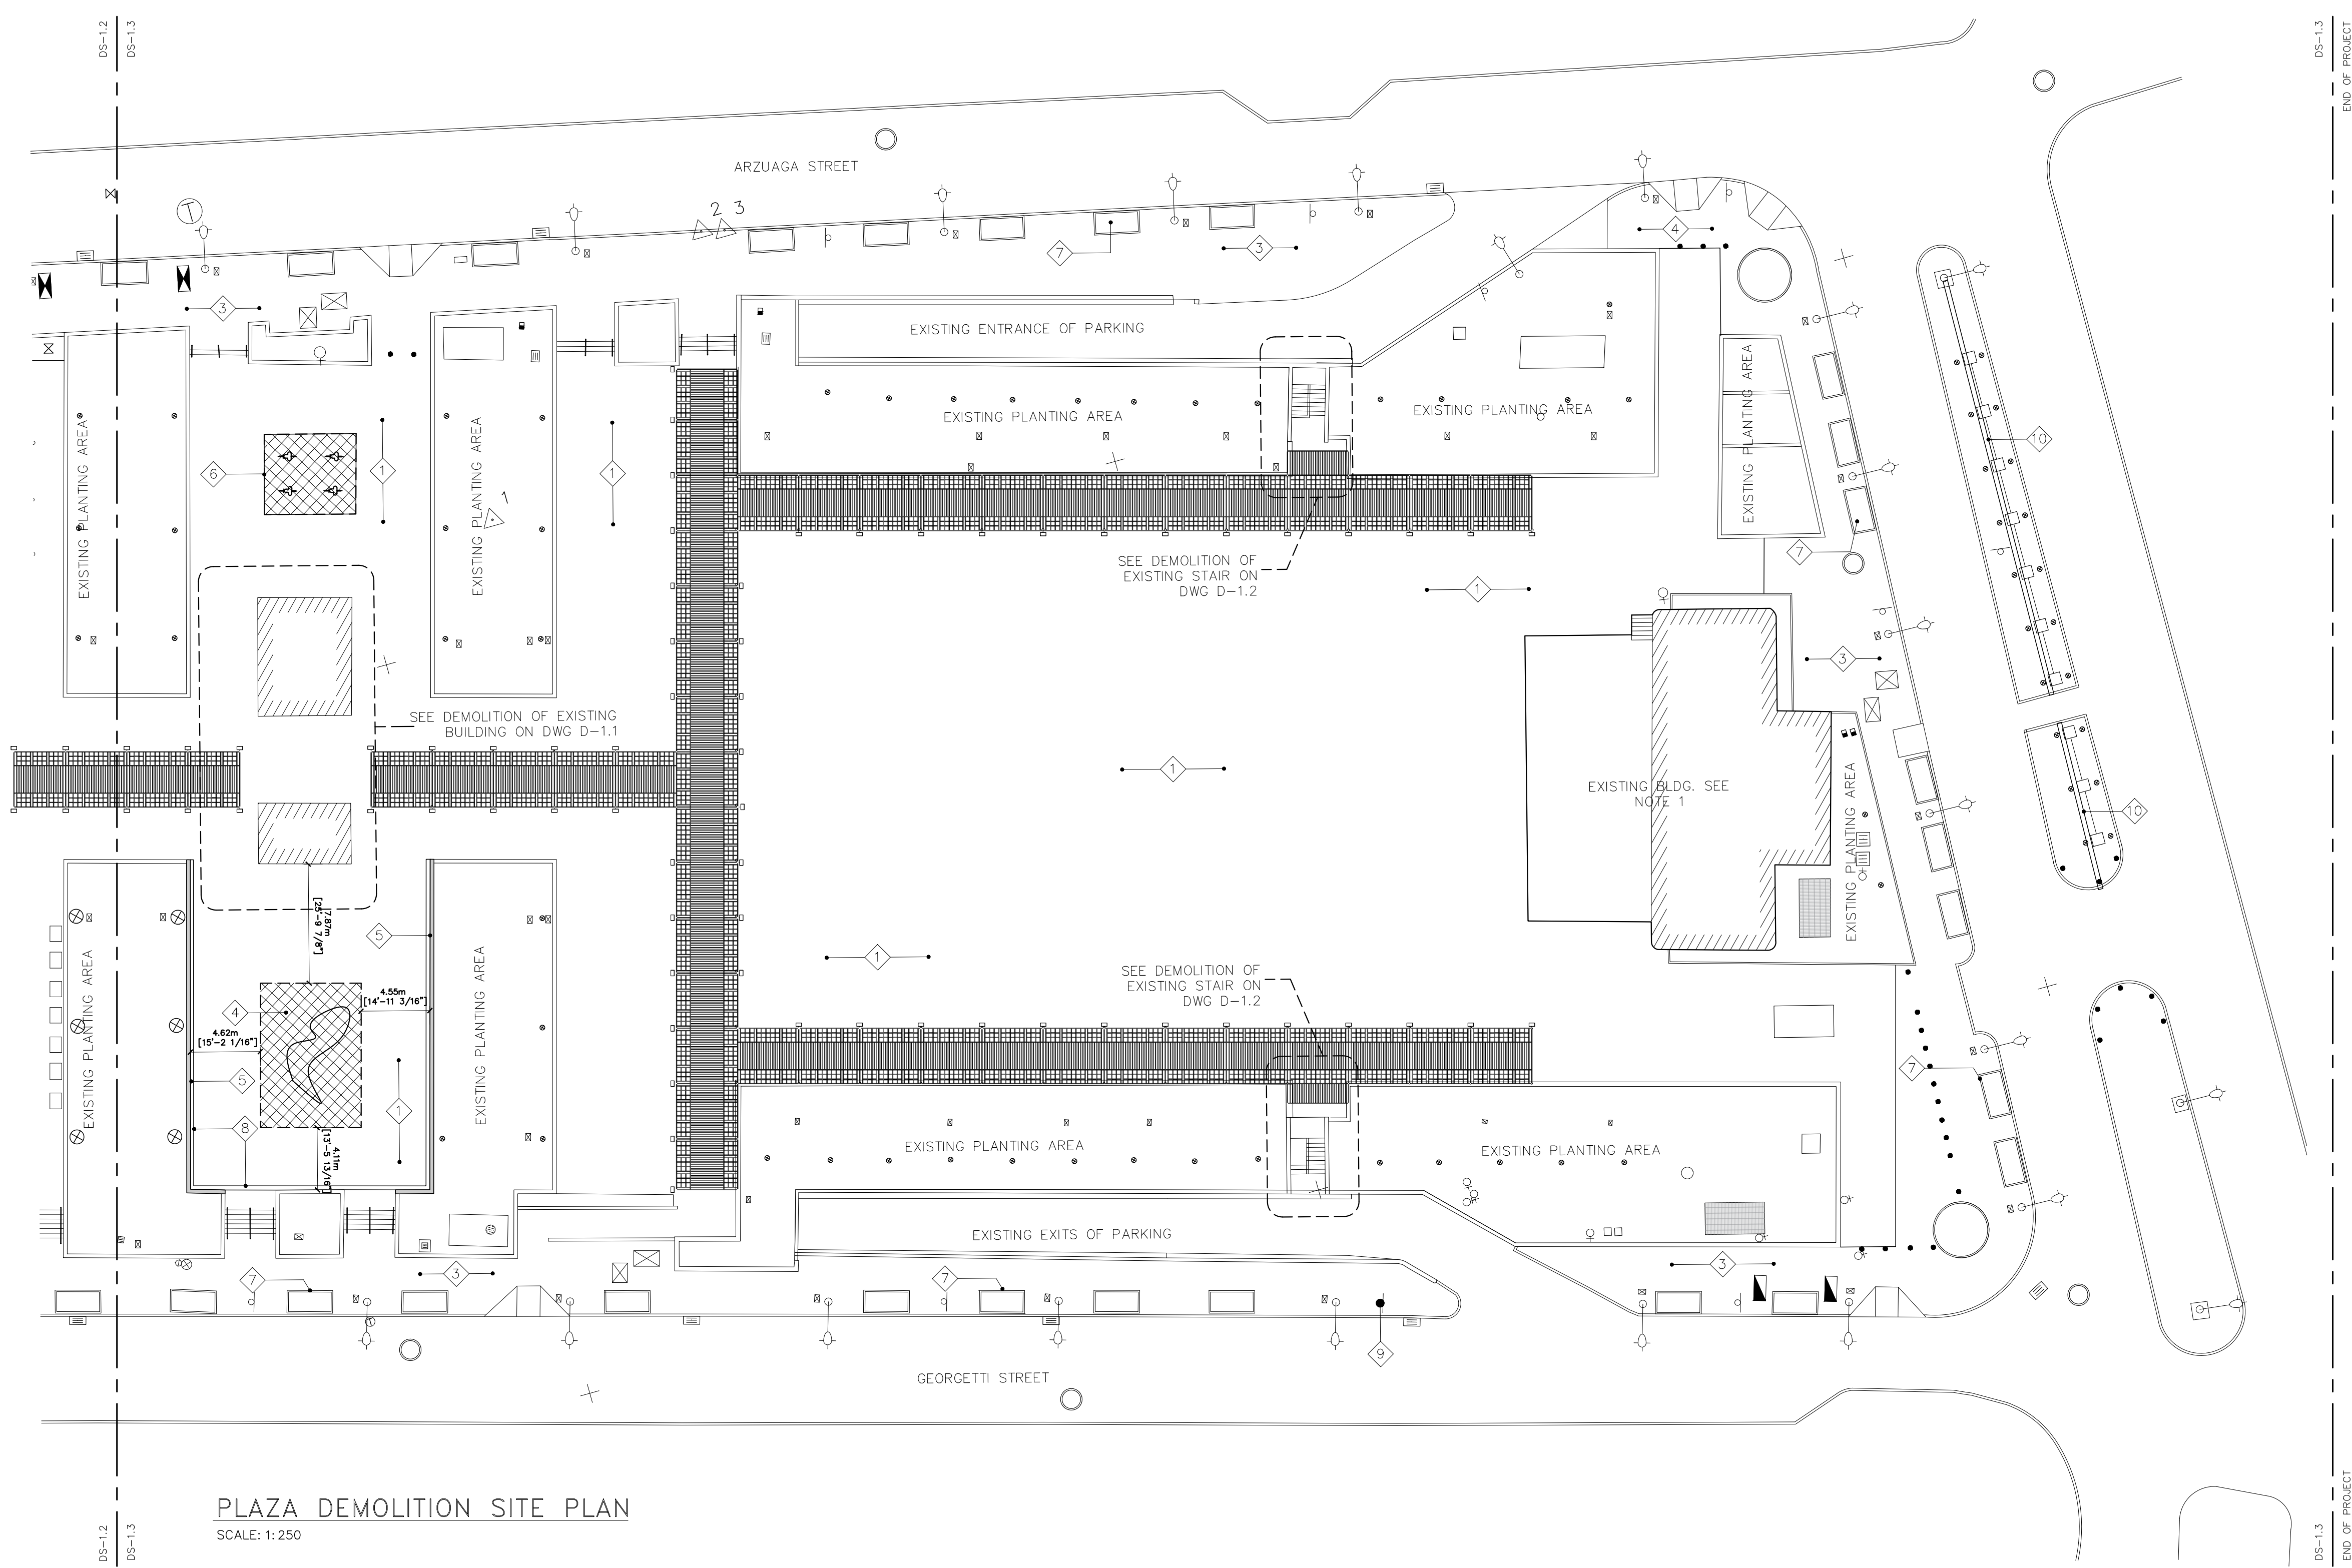 DS-1.2
DS-1.3
DS-1.3
END OF PROJECT
ARZUAGA STREET
T
2
3
3
7
3
4
EXISTING ENTRANCE OF PARKING
EXISTING PLANTING AREA
EXISTING PLANTING AREA
EXISTING PLANTING AREA
EXISTING PLANTING AREA
EXISTING PLANTING AREA
6
1
1
1
10
7
SEE DEMOLITION OF
EXISTING STAIR ON
DWG D-1.2
1
3
SEE DEMOLITION OF EXISTING
BUILDING ON DWG D-1.1
1
EXISTING BLDG. SEE
NOTE 1
EXISTING PLANTING AREA
10
7.87m
[25'-9 7/8"]
5
1
SEE DEMOLITION OF
EXISTING STAIR ON
DWG D-1.2
EXISTING PLANTING AREA
4
4.55m
[14'-11 3/16"]
4.62m
[15'-2 1/16"]
EXISTING PLANTING AREA
5
1
8
4.11m
[13'-5 13/16"]
7
EXISTING PLANTING AREA
EXISTING PLANTING AREA
EXISTING EXITS OF PARKING
7
3
7
3
9
GEORGETTI STREET
PLAZA DEMOLITION SITE PLAN
SCALE: 1:250
DS-1.2
DS-1.3
DS-1.3
END OF PROJECT